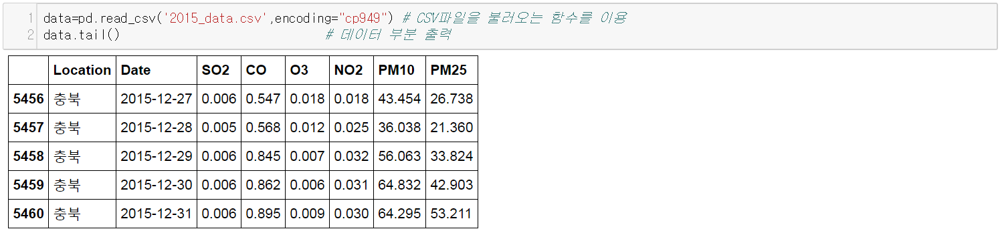 1 data=pd.read_csv('2015_data.csv',encoding="cp949") # CSV파일을 불러오는 함수를 이용
2 data.tail() # 데이터 부분 출력
Location Date SO2 CO O3 NO2 PM10 PM25
5456 충북 2015-12-27 0.006 0.547 0.018 0.018 43.454 26.738
5457 충북 2015-12-28 0.005 0.568 0.012 0.025 36.038 21.360
5458 충북 2015-12-29 0.006 0.845 0.007 0.032 56.063 33.824
5459 충북 2015-12-30 0.006 0.862 0.006 0.031 64.832 42.903
5460 충북 2015-12-31 0.006 0.895 0.009 0.030 64.295 53.211